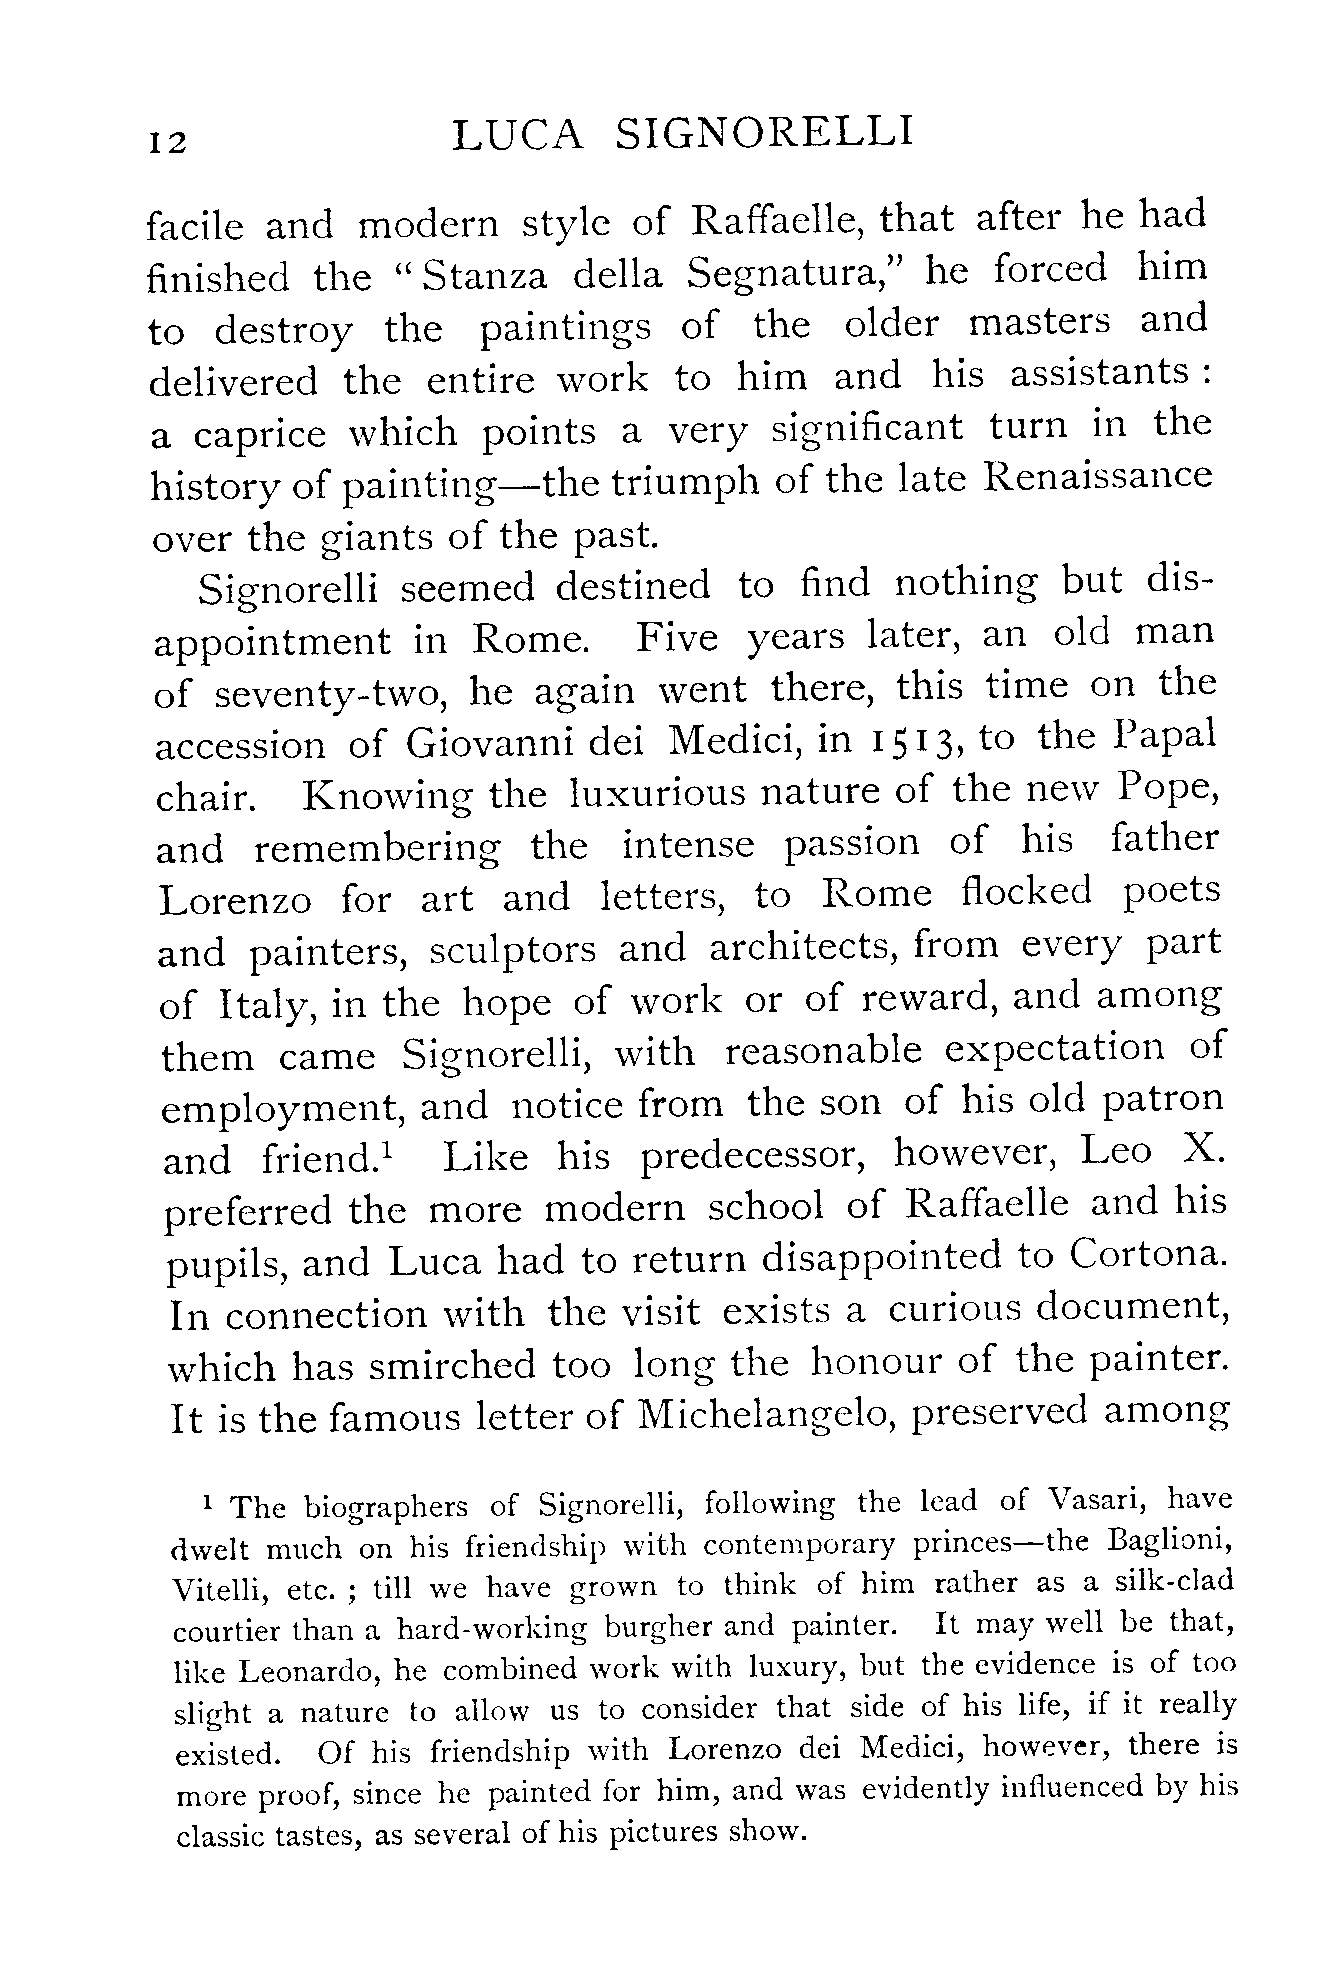 12 LUCA SIGNORELLI
facile and modern style of Raffaelle, that after he had
finished the “Stanza della Segnatura,” he forced him
to destroy the paintings of the older masters and
delivered the entire work to him and his assistants :
a caprice which points a very significant turn in the
history of painting—the triumph of the late Renaissance
over the giants of the past.
Signorelli seemed destined to find nothing but dis-
appointment in Rome. Five years later, an old man
of seventy-two, he again went there, this time on the
accession of Giovanni dei Medici, in 1513, to the Papal
chair. Knowing the luxurious nature of the new Pope,
and remembering the intense passion of his father
Lorenzo for art and letters, to Rome flocked poets
and painters, sculptors and architects, from every part
of Italy, in the hope of work or of reward, and among
them came Signorelli, with reasonable expectation of
employment, and notice from the son of his old patron
and friend.¹ Like his predecessor, however, Leo X.
preferred the more modern school of Raffaelle and his
pupils, and Luca had to return disappointed to Cortona.
In connection with the visit exists a curious document,
which has smirched too long the honour of the painter.
It is the famous letter of Michelangelo, preserved among
¹ The biographers of Signorelli, following the lead of Vasari, have
dwelt much on his friendship with contemporary princes—the Baglioni,
Vitelli, etc. ; till we have grown to think of him rather as a silk-clad
courtier than a hard-working burgher and painter. It may well be that,
like Leonardo, he combined work with luxury, but the evidence is of too
slight a nature to allow us to consider that side of his life, if it really
existed. Of his friendship with Lorenzo dei Medici, however, there is
more proof, since he painted for him, and was evidently influenced by his
classic tastes, as several of his pictures show.